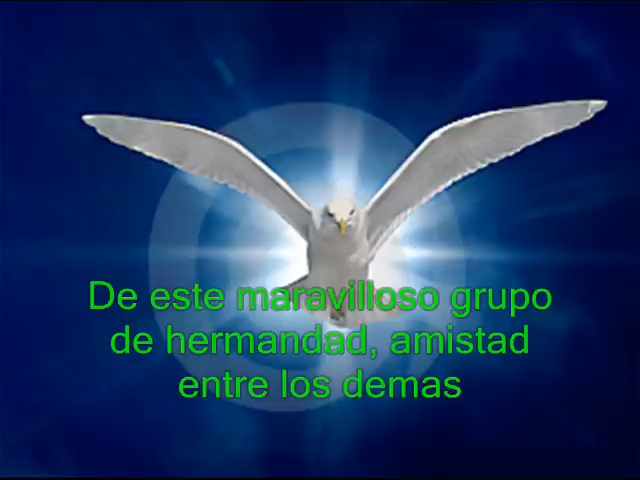 De este maravilloso grupo
de hermandad, amistad
entre los demas